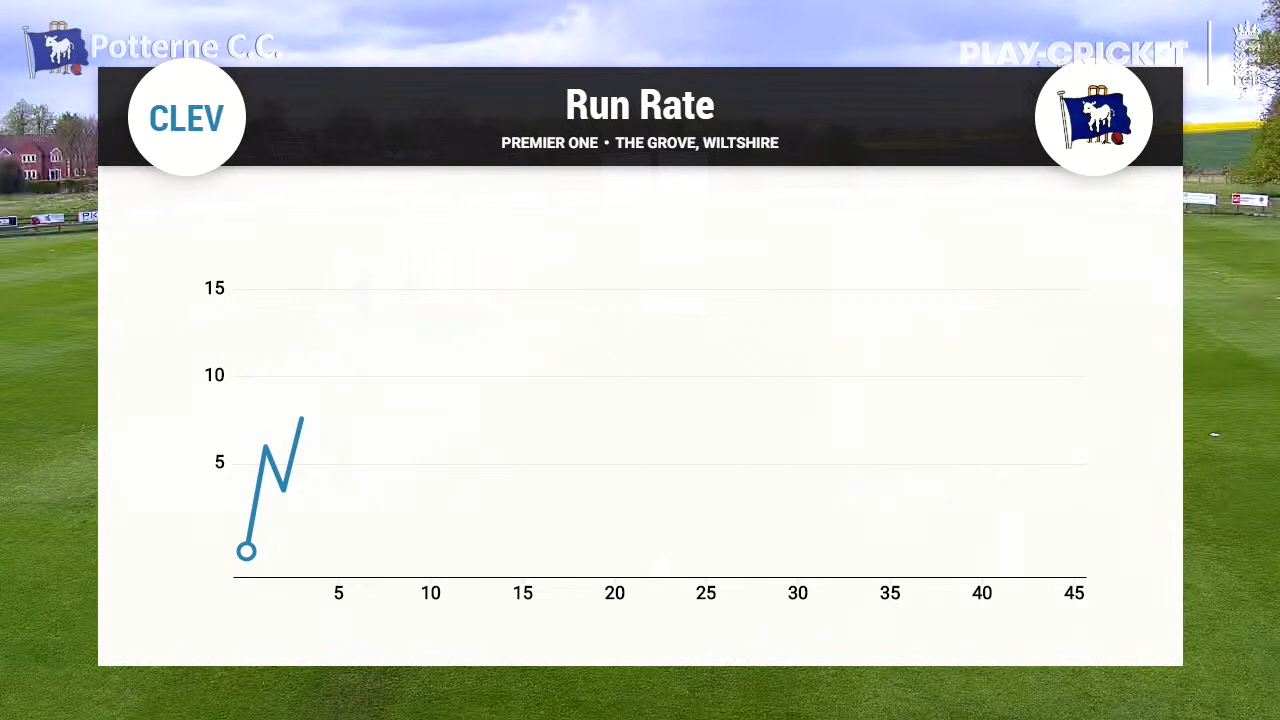 Potterne C.C.
PLAY-CRICKET
CLEV
Run Rate
PREMIER ONE • THE GROVE, WILTSHIRE
15
10
5
5 10 15 20 25 30 35 40 45